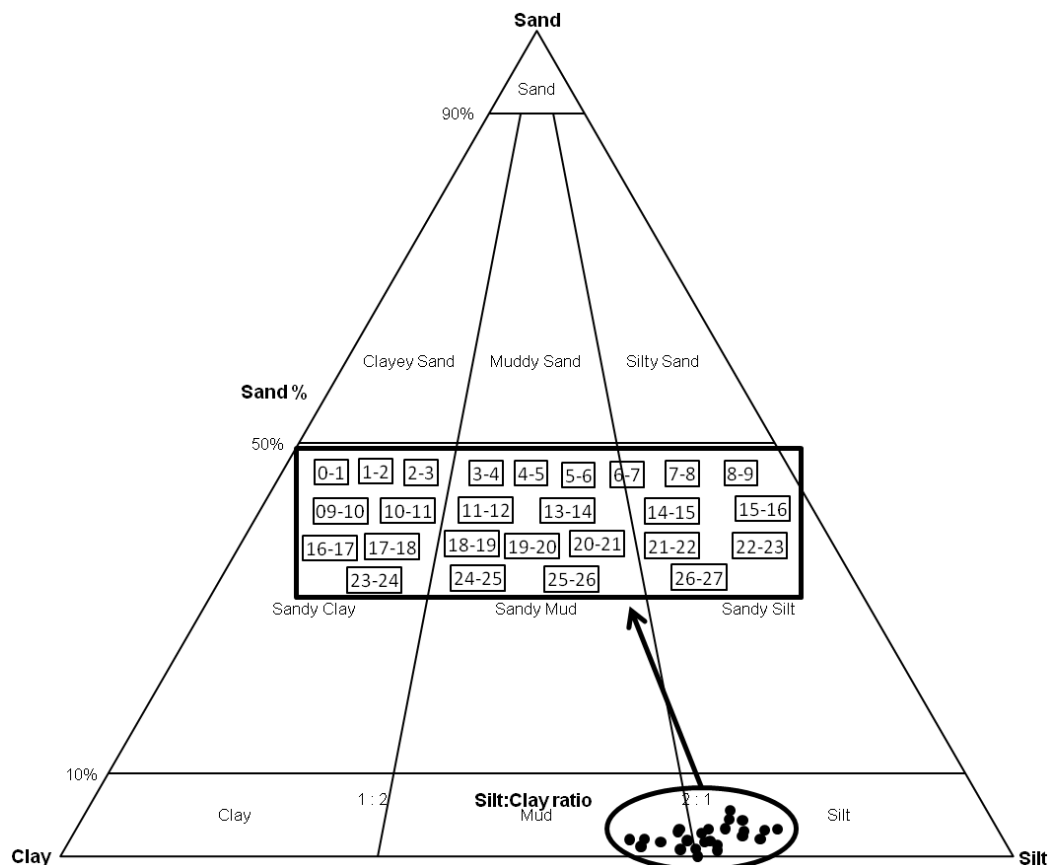 Sand
Sand
90%
Clayey Sand Muddy Sand Silty Sand
Sand %
50%
0-1 1-2 2-3 3-4 4-5 5-6 6-7 7-8 8-9
09-10 10-11 11-12 13-14 14-15 15-16
16-17 17-18 18-19 19-20 20-21 21-22 22-23
23-24 24-25 25-26 26-27
Sandy Clay Sandy Mud Sandy Silt
10%
1 : 2 Silt:Clay ratio 2 : 1
Clay Mud Silt
Clay Silt